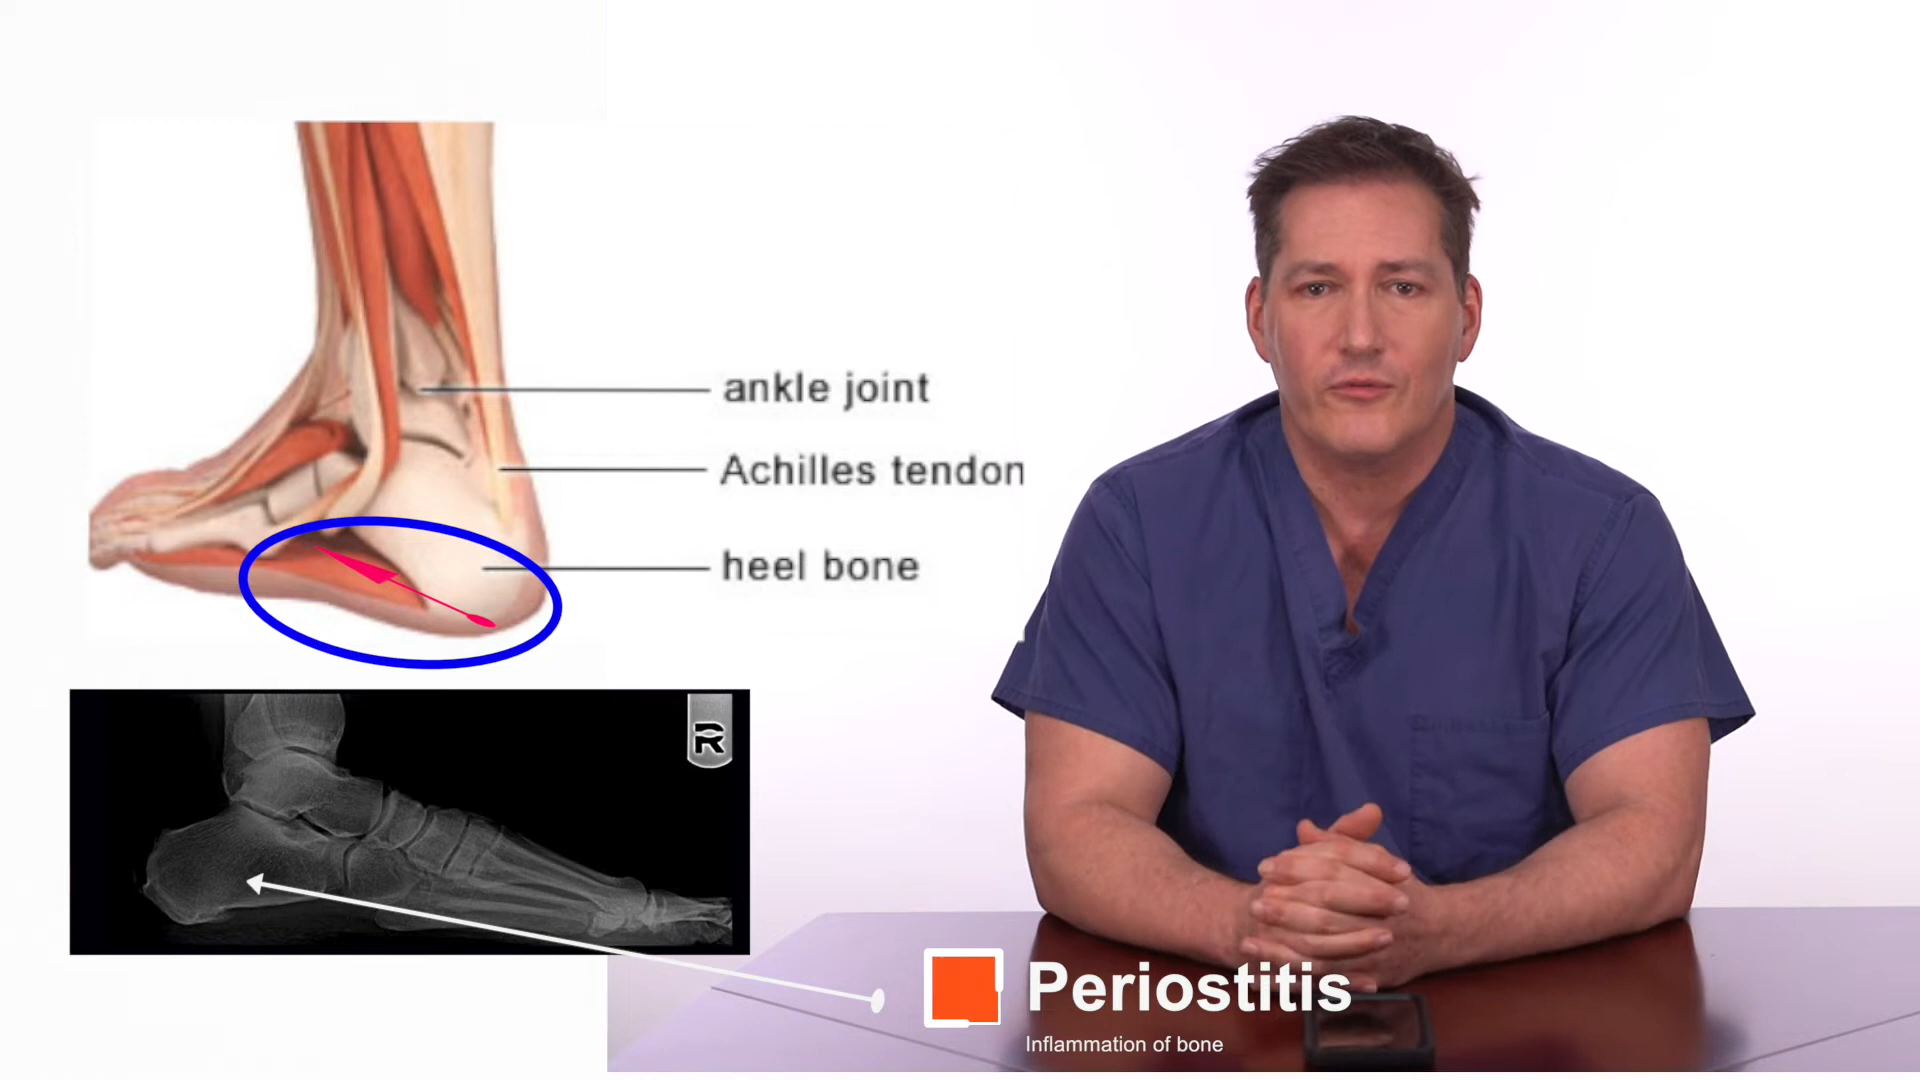 ankle joint
Achilles tendon
heel bone
R
Periostitis
Inflammation of bone